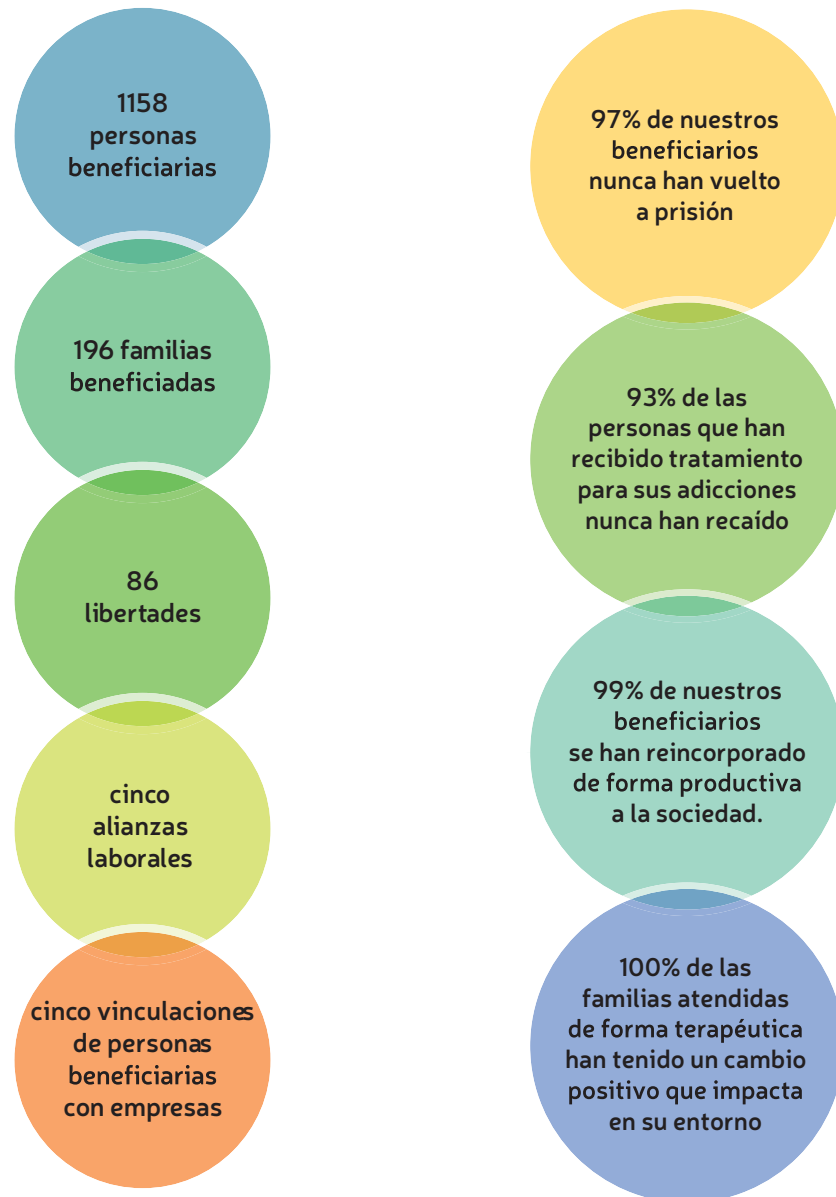 1158
personas
beneficiarias
196 familias
beneficiadas
86
libertades
cinco
alianzas
laborales
cinco vinculaciones
de personas
beneficiarias
con empresas
97% de nuestros
beneficiarios
nunca han vuelto
a prisión
93% de las
personas que han
recibido tratamiento
para sus adicciones
nunca han recaído
99% de nuestros
beneficiarios
se han reincorporado
de forma productiva
a la sociedad.
100% de las
familias atendidas
de forma terapéutica
han tenido un cambio
positivo que impacta
en su entorno